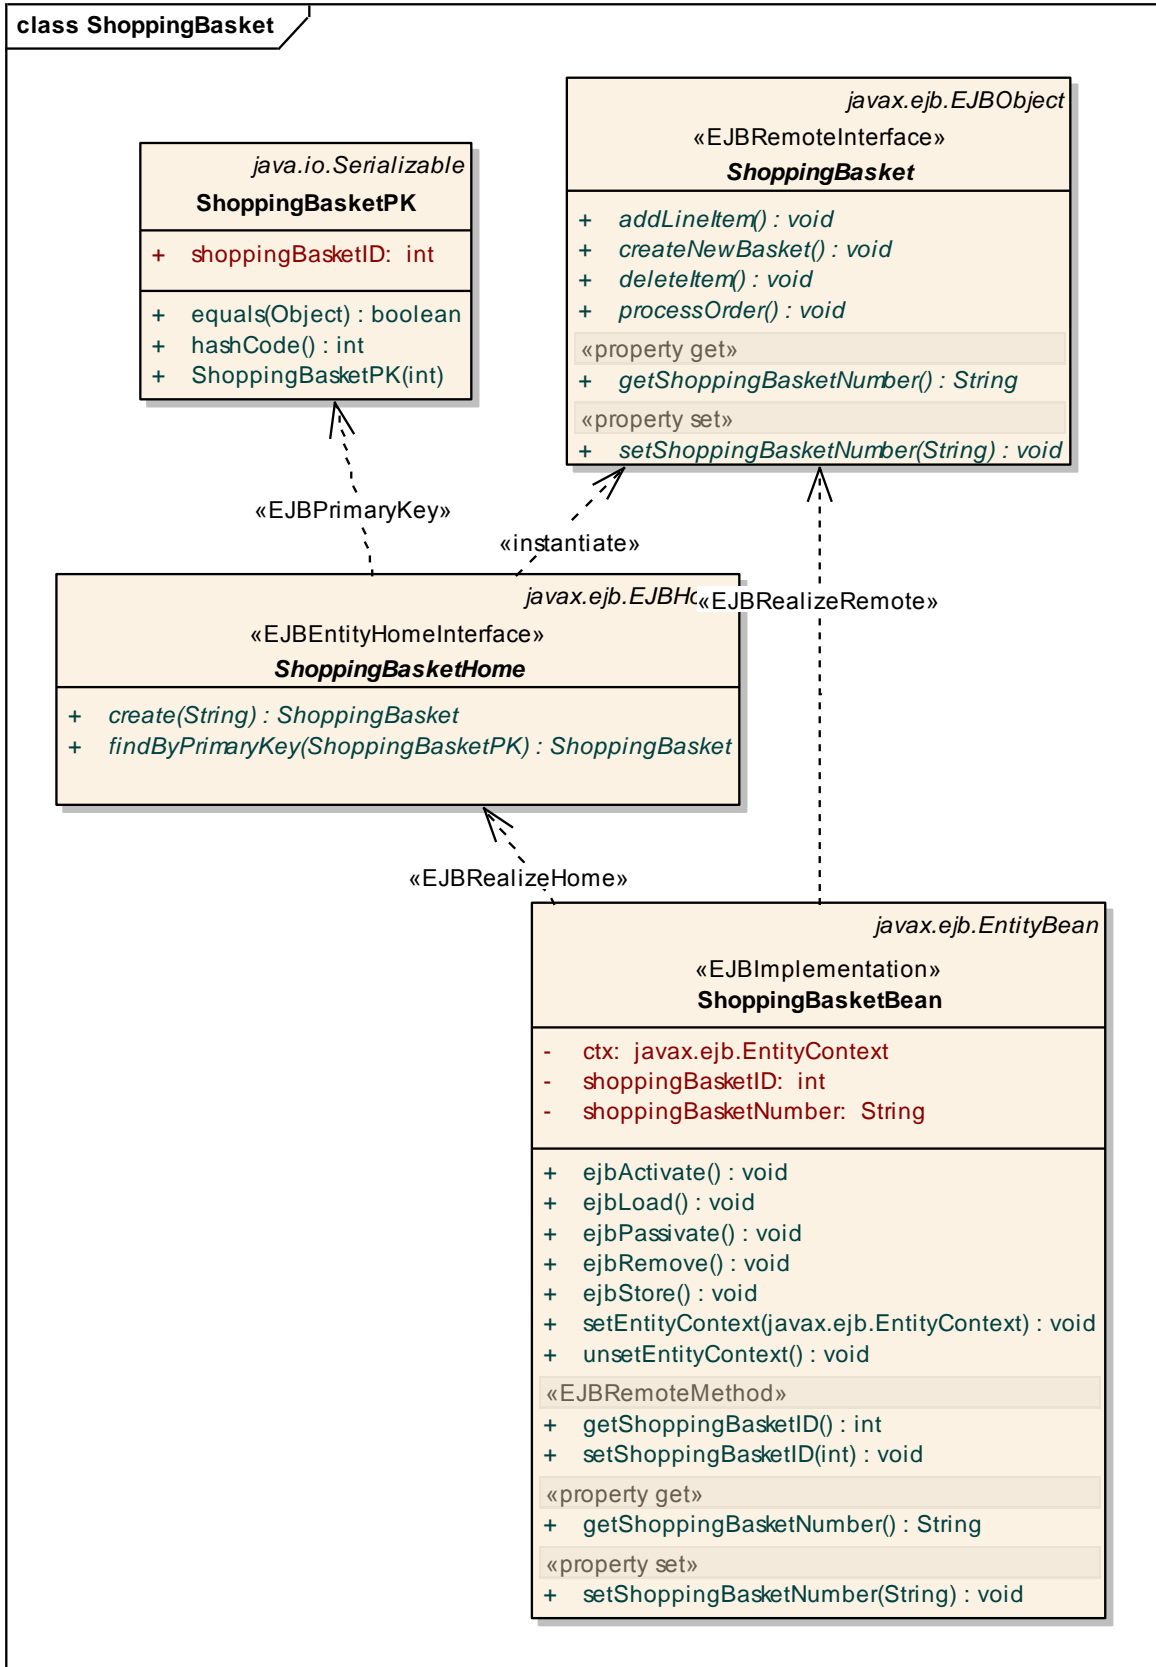 class ShoppingBasket
javax.ejb.EJBObject
«EJBRemoteInterface»
ShoppingBasket
+ addLineItem() : void
+ createNewBasket() : void
+ deleteItem() : void
+ processOrder() : void
«property get»
+ getShoppingBasketNumber() : String
«property set»
+ setShoppingBasketNumber(String) : void
java.io.Serializable
ShoppingBasketPK
+ shoppingBasketID: int
+ equals(Object) : boolean
+ hashCode() : int
+ ShoppingBasketPK(int)
«EJBPrimaryKey»
«instantiate»
«EJBRealizeRemote»
javax.ejb.EJBHo
«EJBEntityHomeInterface»
ShoppingBasketHome
+ create(String) : ShoppingBasket
+ findByPrimaryKey(ShoppingBasketPK) : ShoppingBasket
«EJBRealizeHome»
javax.ejb.EntityBean
«EJBImplementation»
ShoppingBasketBean
- ctx: javax.ejb.EntityContext
- shoppingBasketID: int
- shoppingBasketNumber: String
+ ejbActivate() : void
+ ejbLoad() : void
+ ejbPassivate() : void
+ ejbRemove() : void
+ ejbStore() : void
+ setEntityContext(javax.ejb.EntityContext) : void
+ unsetEntityContext() : void
«EJBRemoteMethod»
+ getShoppingBasketID() : int
+ setShoppingBasketID(int) : void
«property get»
+ getShoppingBasketNumber() : String
«property set»
+ setShoppingBasketNumber(String) : void